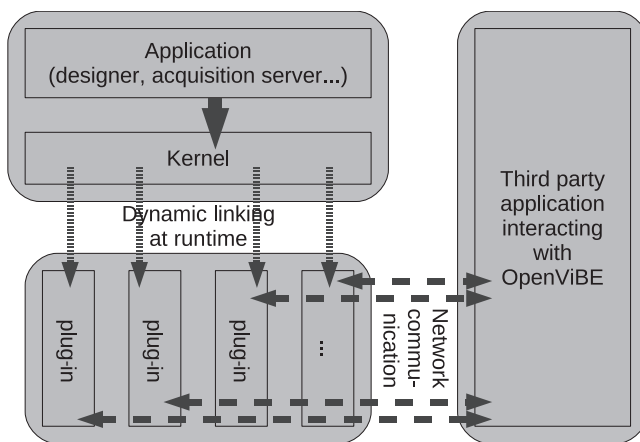 Application
(designer, acquisition server...)
Kernel
Dynamic linking
at runtime
plug-in
plug-in
plug-in
...
Network
commu-
nication
Third party
application
interacting
with
OpenViBE